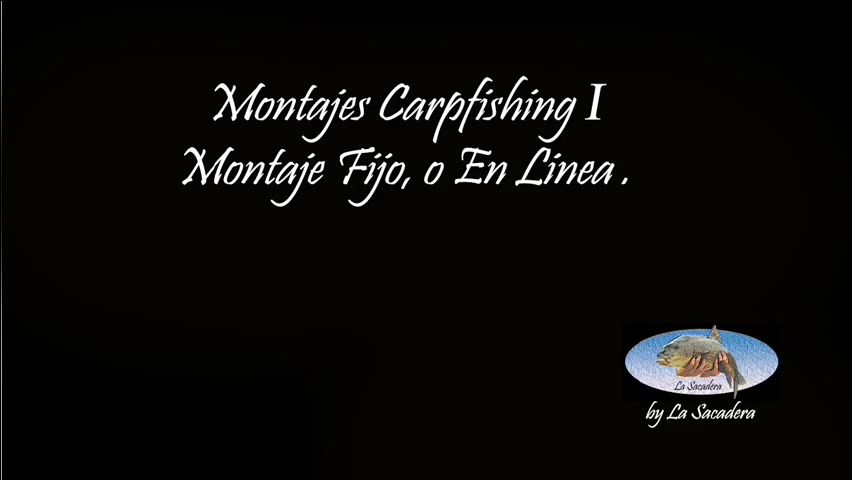 Montajes Carpfishing I
Montaje Fijo, o En Linea .
La Sacadera
by La Sacadera